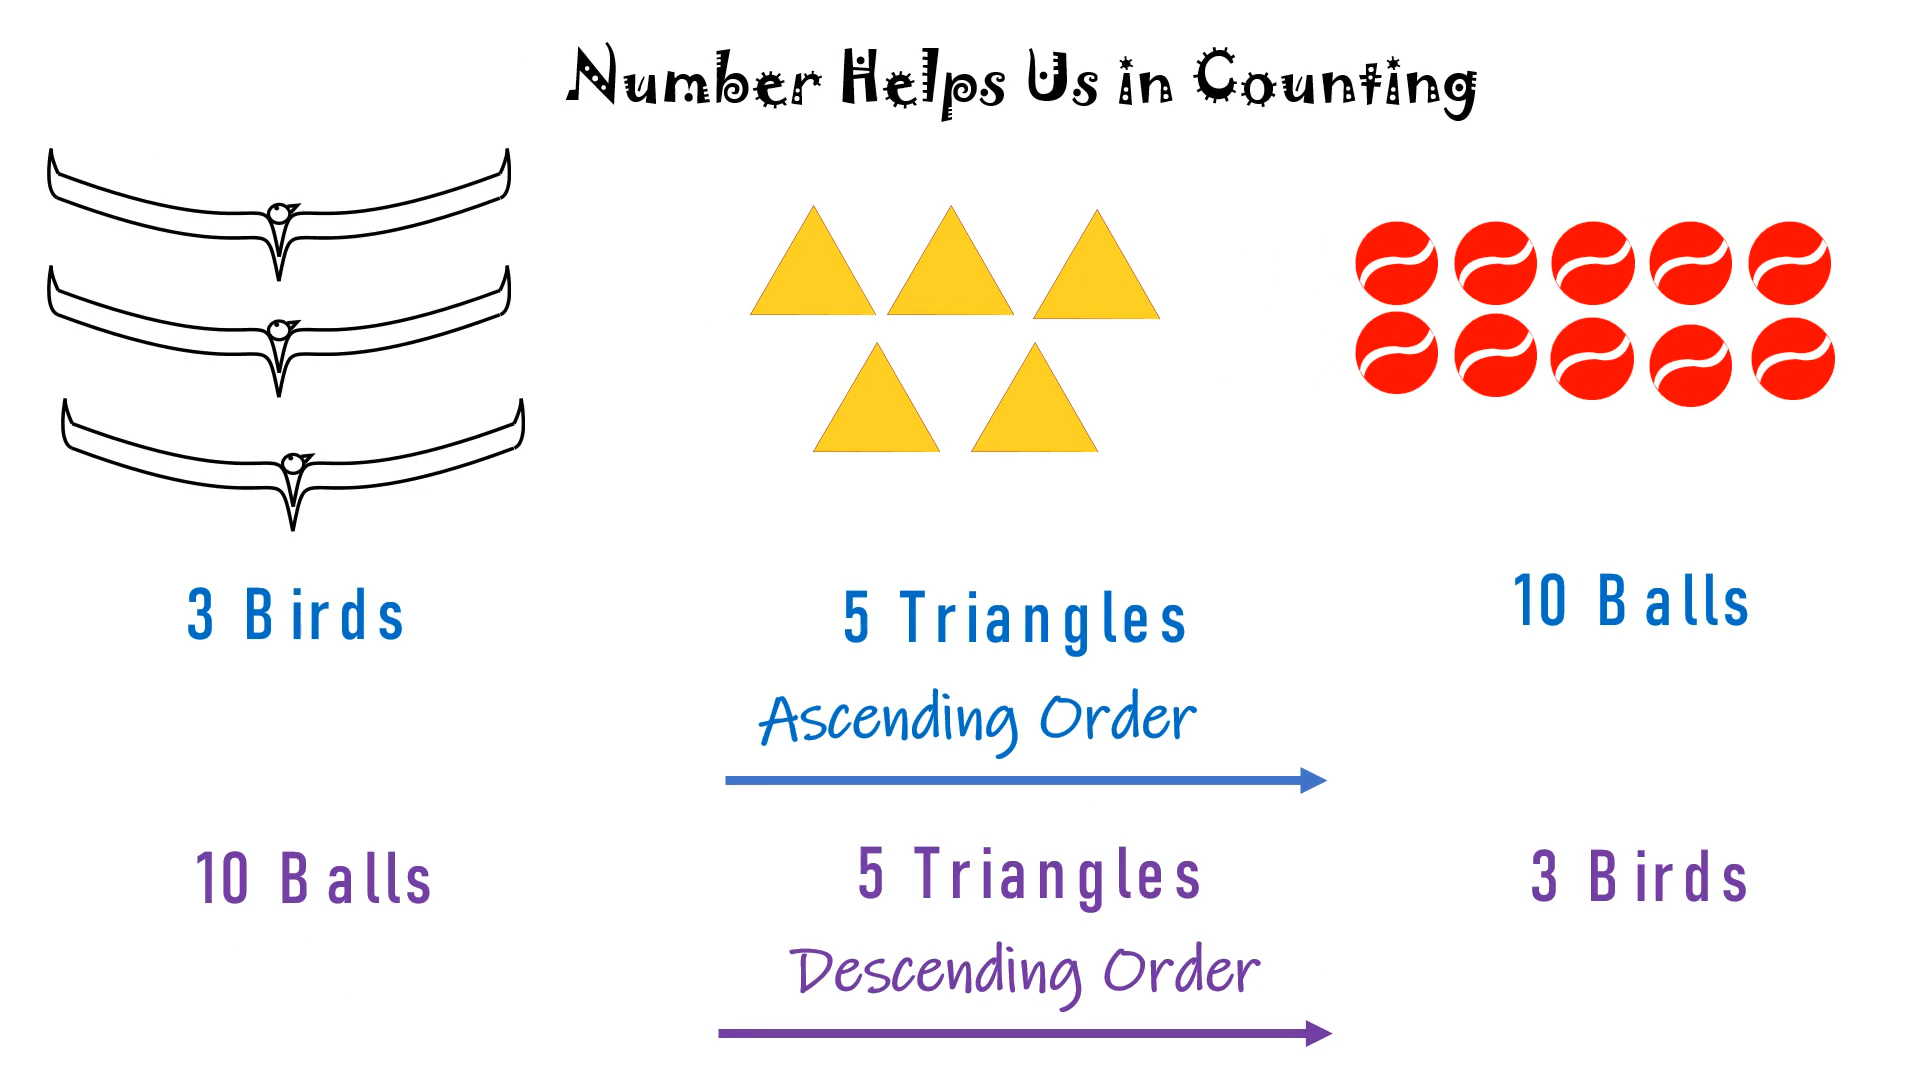 Number Helps Us in Counting
3 Birds
5 Triangles
10 Balls
Ascending Order
10 Balls
5 Triangles
3 Birds
Descending Order